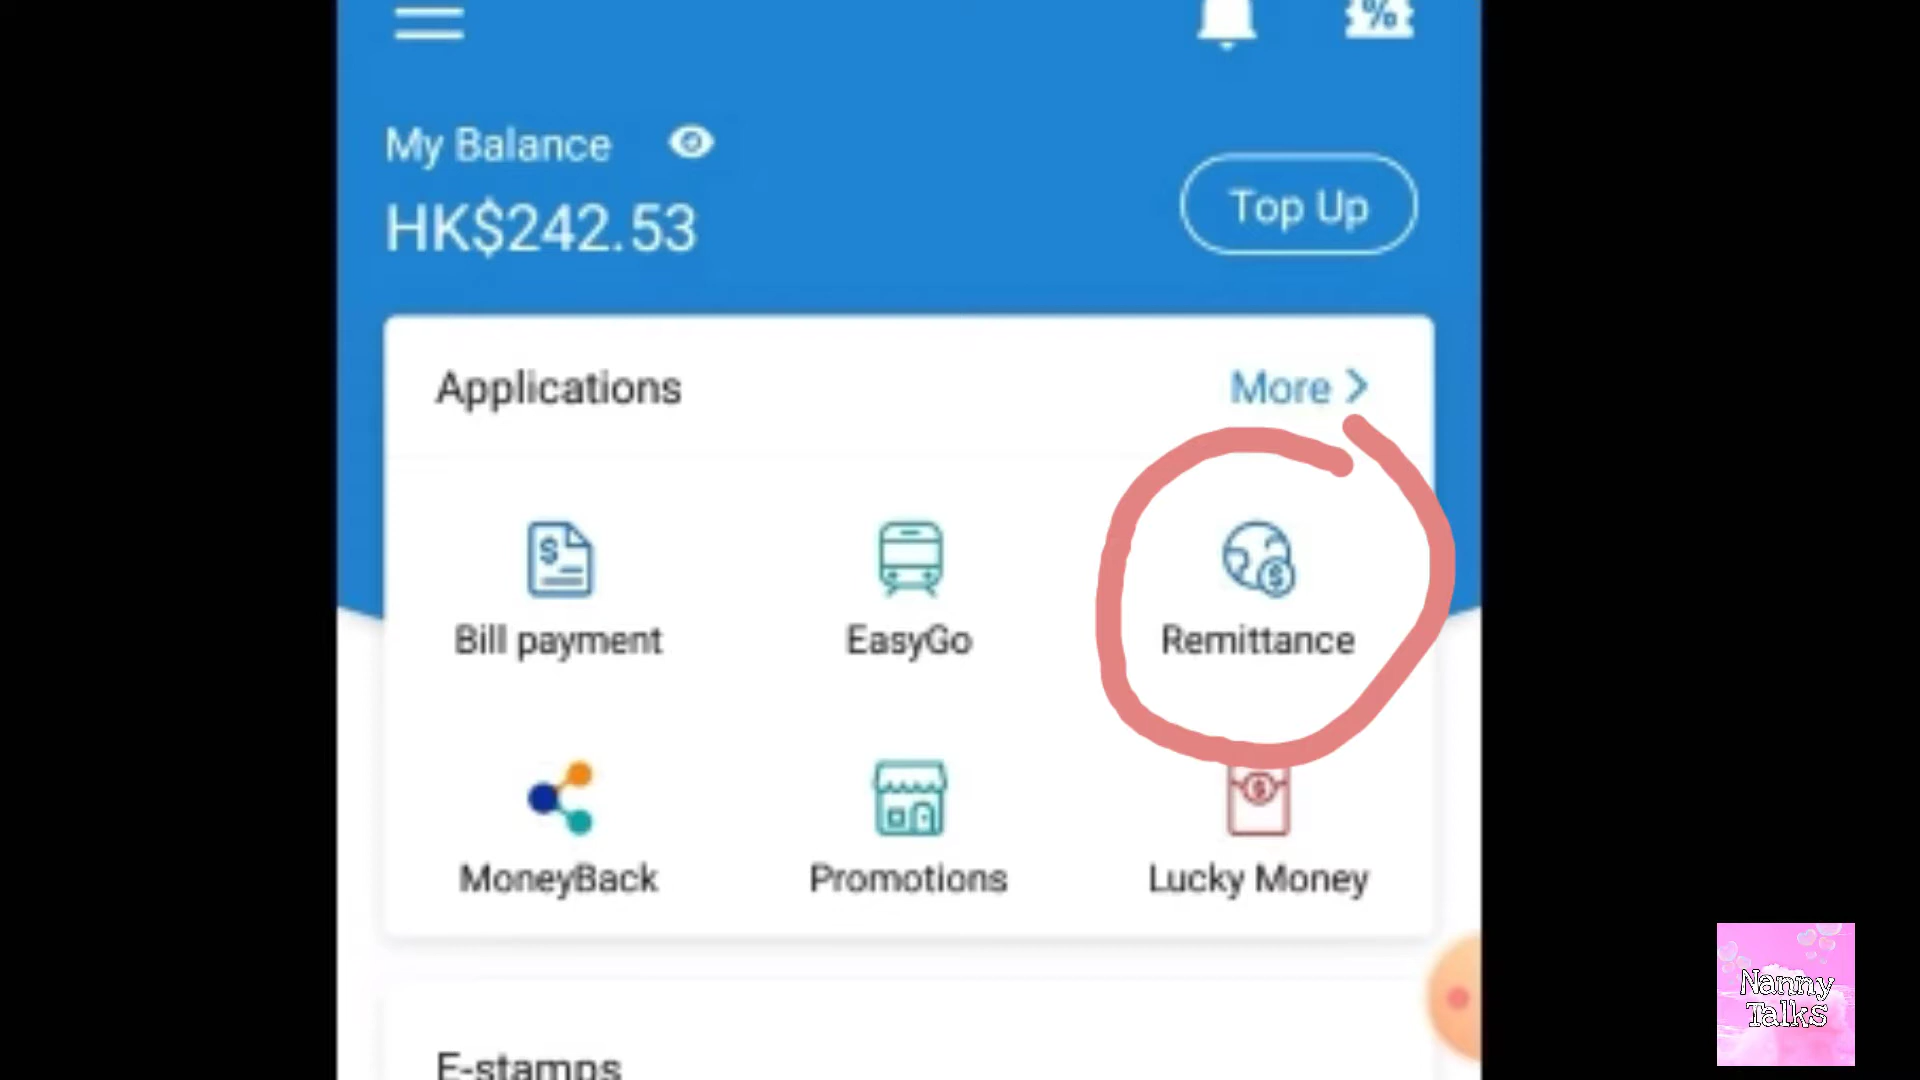 %
My Balance
HK$242.53
Top Up
Applications
More >
$
$
Bill payment
EasyGo
Remittance
$
MoneyBack
Promotions
Lucky Money
E-stamps
Nanny
Talks